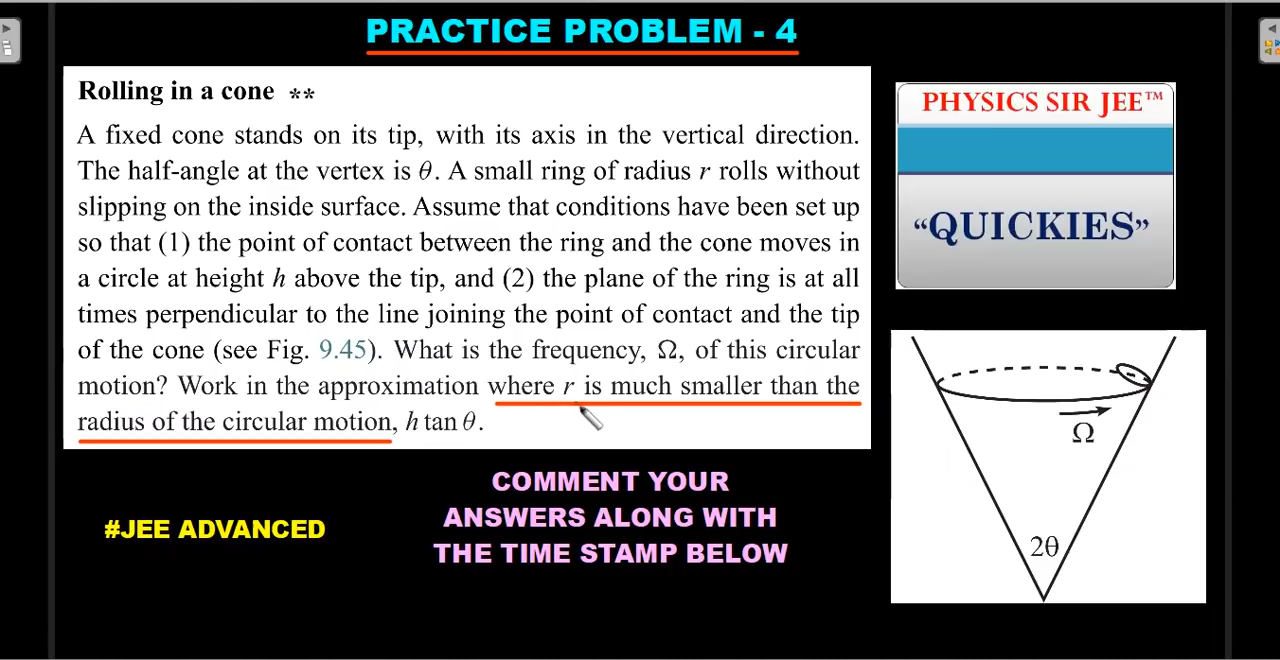 PRACTICE PROBLEM - 4
Rolling in a cone **
A fixed cone stands on its tip, with its axis in the vertical direction.
The half-angle at the vertex is θ. A small ring of radius r rolls without
slipping on the inside surface. Assume that conditions have been set up
so that (1) the point of contact between the ring and the cone moves in
a circle at height h above the tip, and (2) the plane of the ring is at all
times perpendicular to the line joining the point of contact and the tip
of the cone (see Fig. 9.45). What is the frequency, Ω, of this circular
motion? Work in the approximation where r is much smaller than the
radius of the circular motion, h tan θ.
PHYSICS SIR JEE™
“QUICKIES”
Ω
2θ
#JEE ADVANCED
COMMENT YOUR
ANSWERS ALONG WITH
THE TIME STAMP BELOW